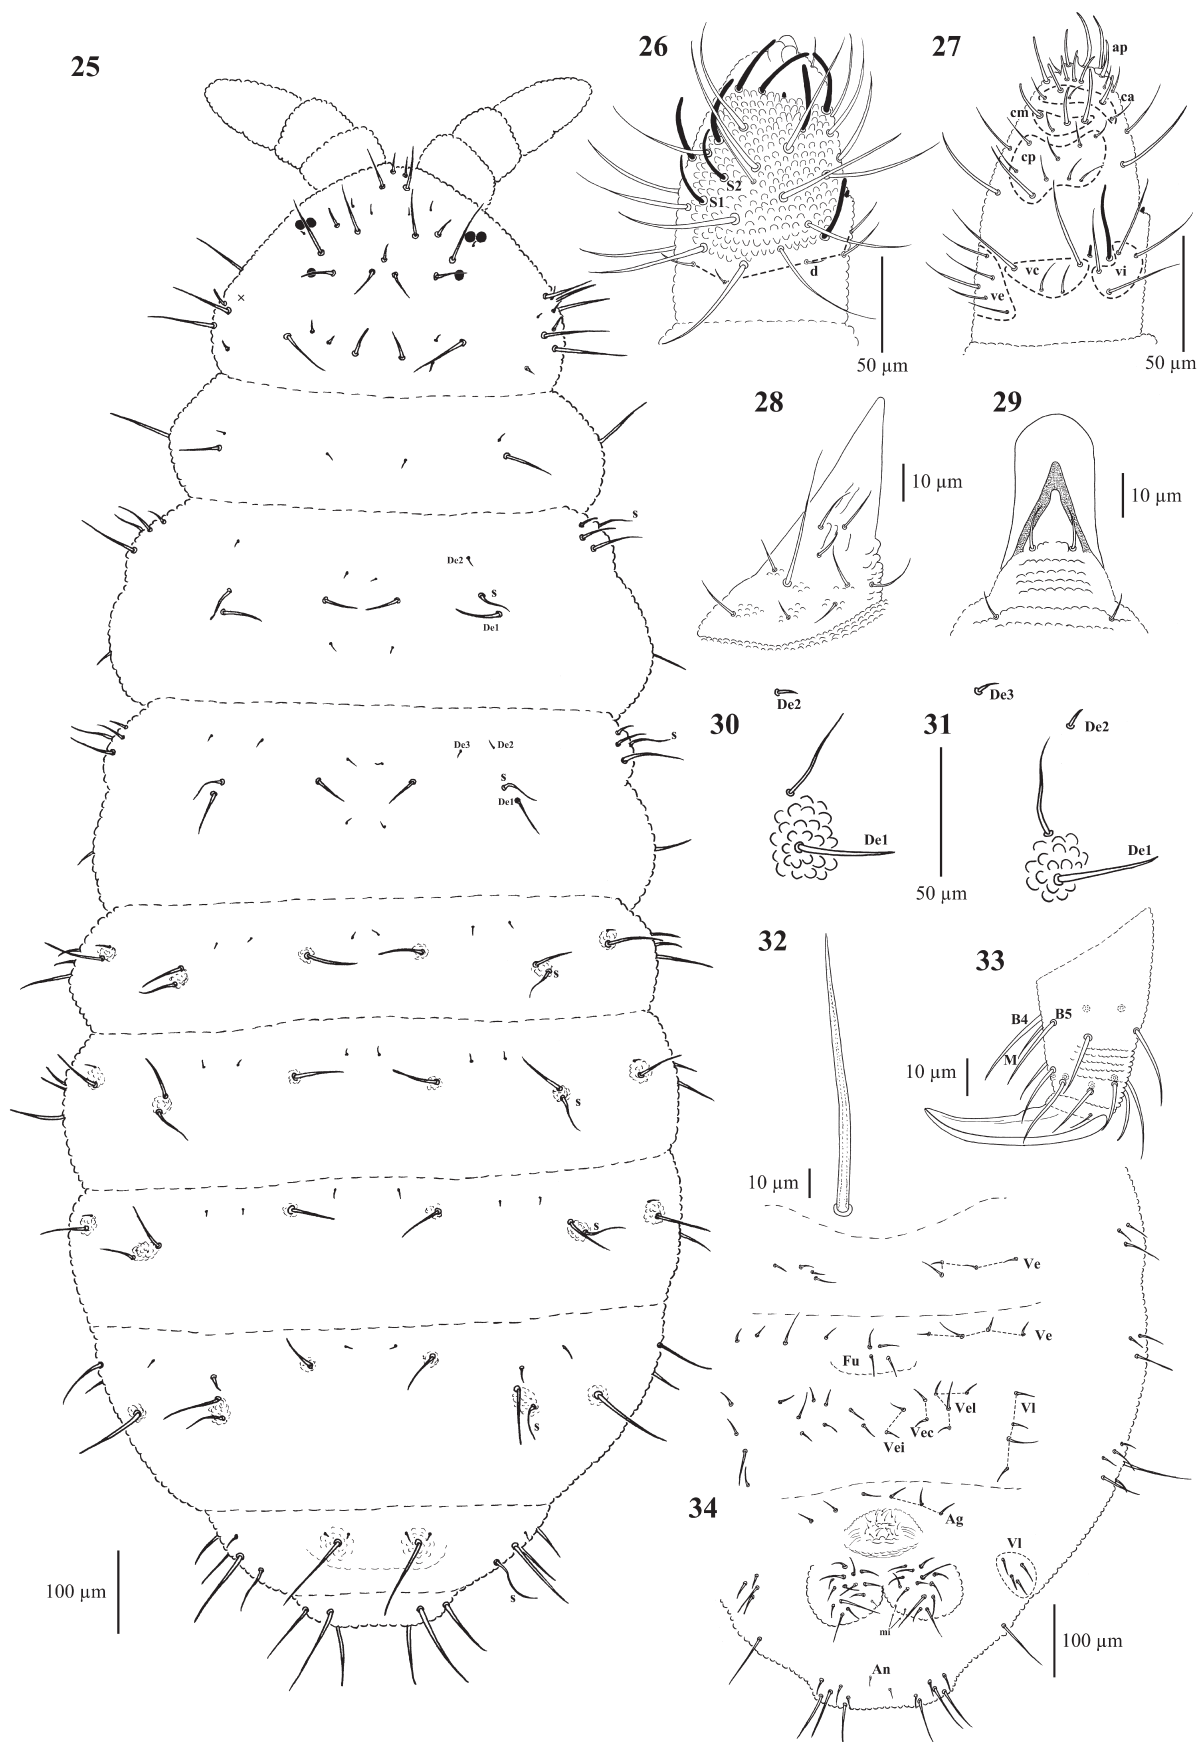 25
s
De2
s
De1
s
De3
De2
s
De1
s
s
s
s
s
100 µm
26
S2
S1
d
50 µm
27
ap
ca
cm
cp
vc
vi
ve
50 µm
28
10 µm
29
10 µm
30
De2
De1
50 µm
31
De3
De2
De1
32
10 µm
33
B4
B5
M
10 µm
Ve
Ve
Fu
Vel
Vec
Vei
Vl
34
Ag
Vl
mi
An
100 µm